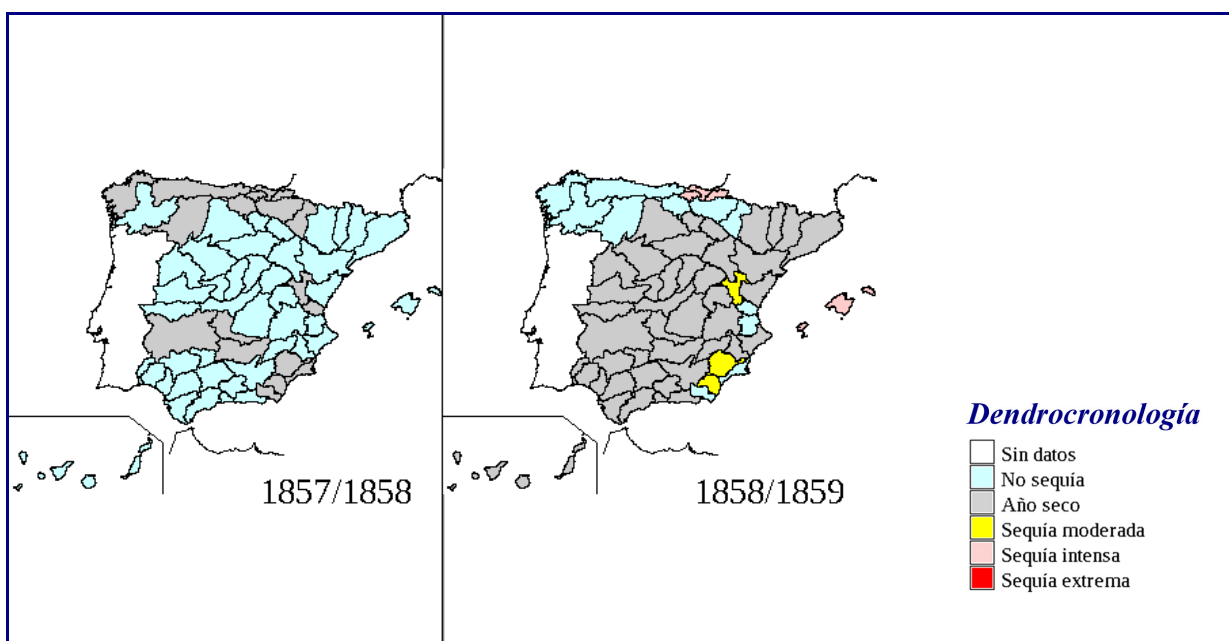 1857/1858
1858/1859
Dendrocronología
Sin datos
No sequía
Año seco
Sequía moderada
Sequía intensa
Sequía extrema